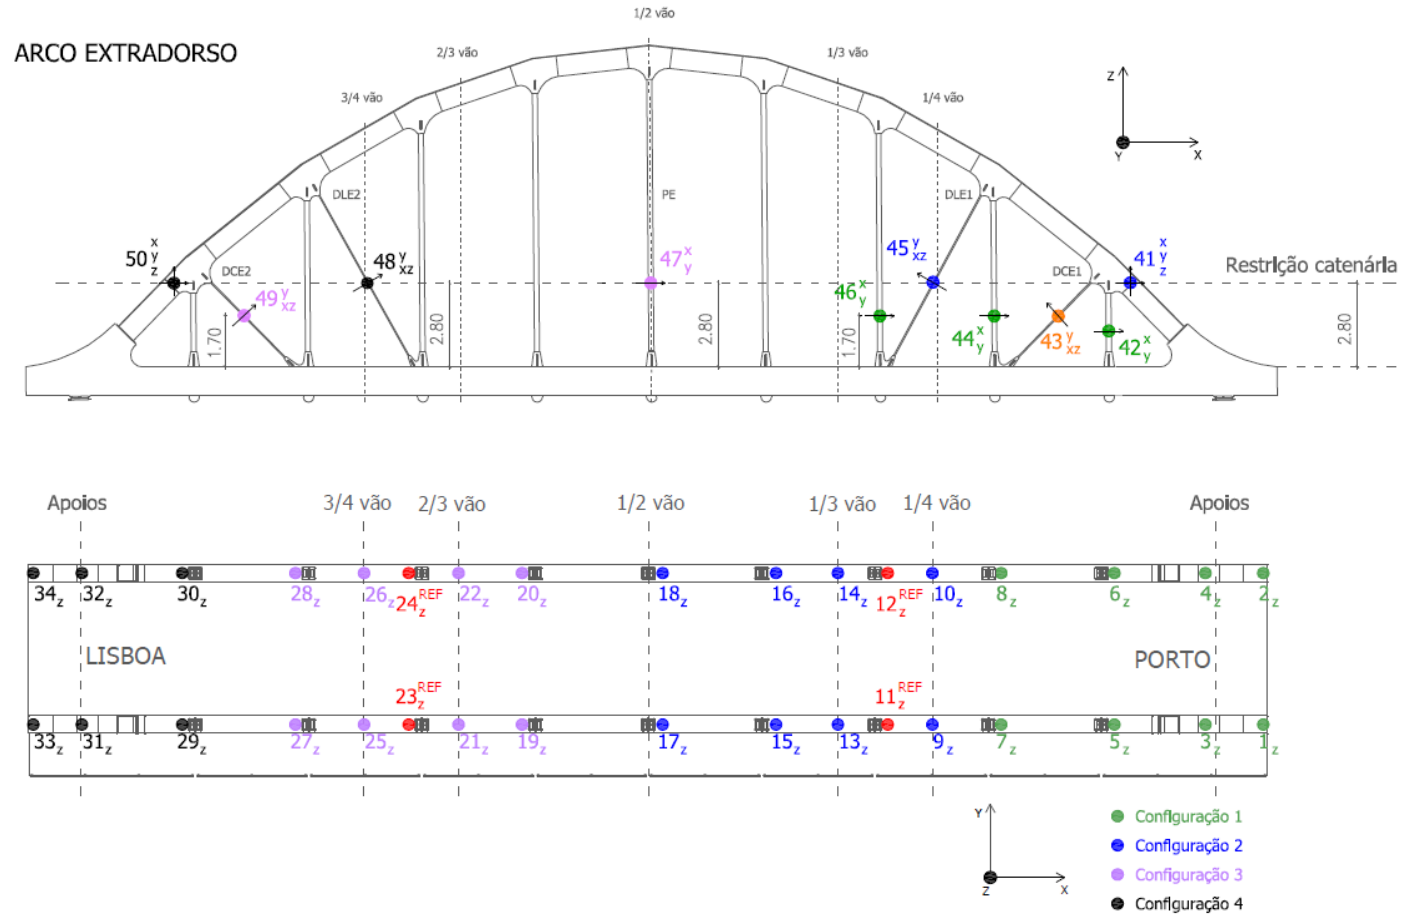 1/2 vão
ARCO EXTRADORSO
2/3 vão
1/3 vão
3/4 vão
1/4 vão
Z
Y
X
DLE2
PE
DLE1
50 x y z
48 y xz
47 x y
45 y xz
41 x y z
Restrição catenária
DCE2
DCE1
49 y xz
46 x y
1.70
2.80
2.80
1.70
44 x y
43 y xz
42 x y
2.80
Apoios
3/4 vão
2/3 vão
1/2 vão
1/3 vão
1/4 vão
Apoios
34z 32z 30z 28z 26z 24z REF 22z 20z 18z 16z 14z 12z REF 10z 8z 6z 4z 2z
LISBOA
PORTO
33z 31z 29z 27z 25z 23z REF 21z 19z 17z 15z 13z 11z REF 9z 7z 5z 3z 1z
Y
Z
X
Configuração 1
Configuração 2
Configuração 3
Configuração 4